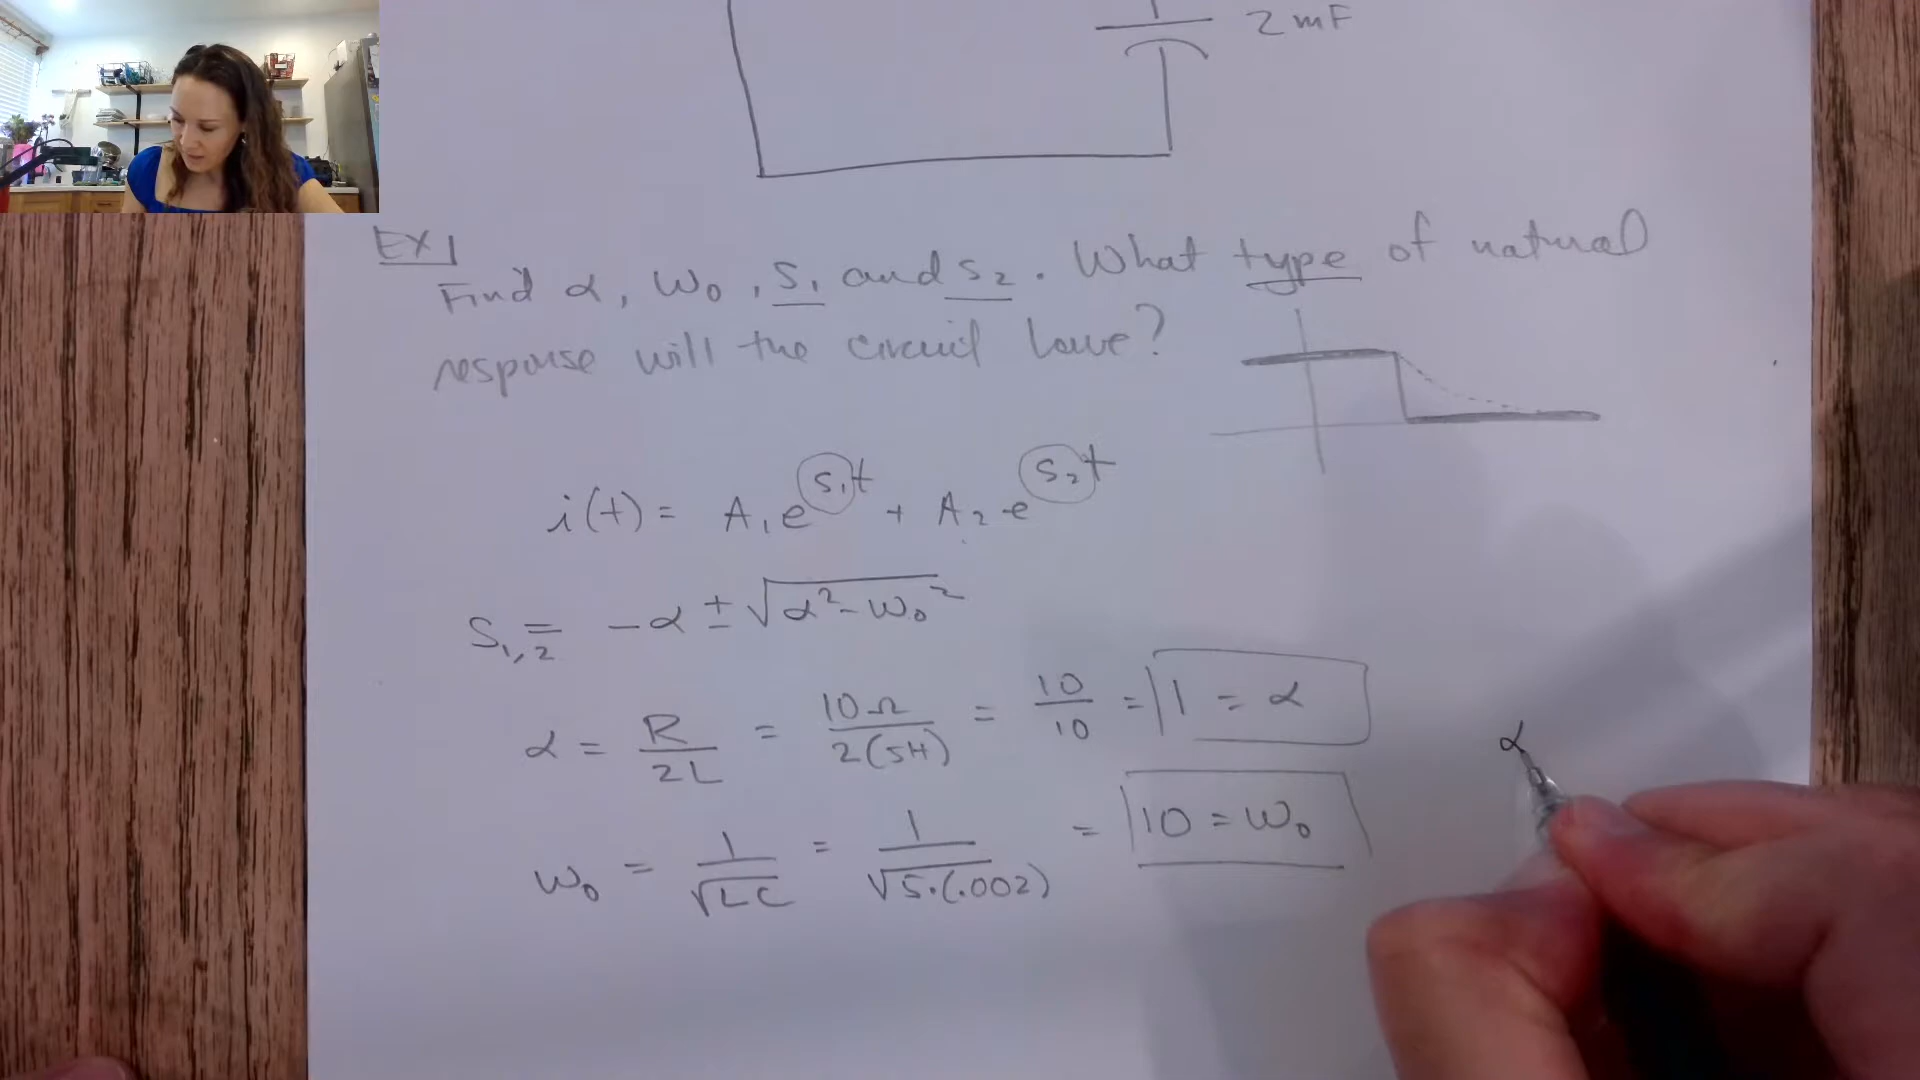 2 mF
EX1
Find α, ω₀, S₁ and S₂. What type of natural
response will the circuit have?
i(t) = A₁e^(S₁t) + A₂e^(S₂t)
S₁,₂ = -α ± √(α² - ω₀²)
α = R/2L = 10Ω/2(5H) = 10/10 = 1 = α
α
ω₀ = 1/√LC = 1/√5·(.002) = 10 = ω₀